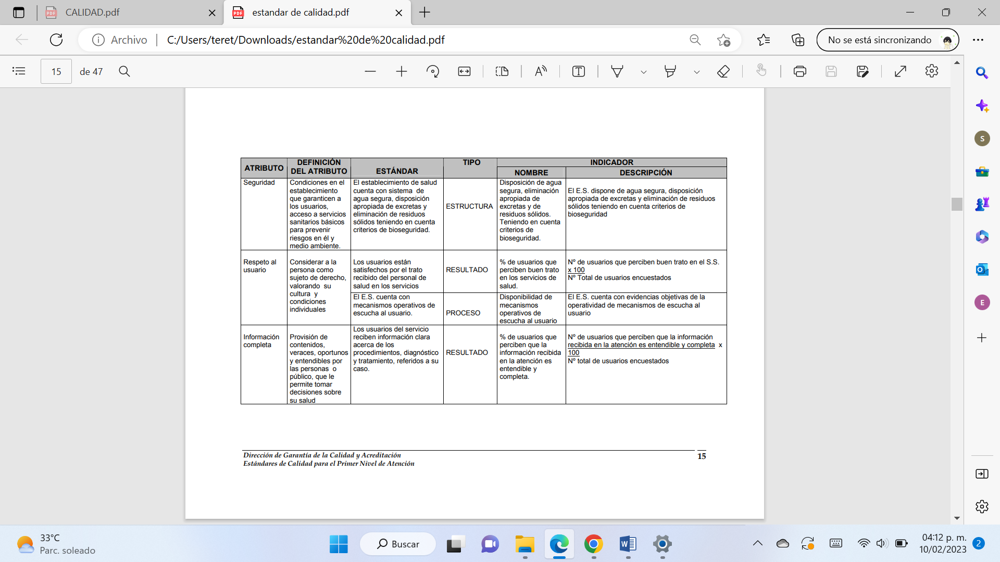 CALIDAD.pdf
estandar de calidad.pdf
Archivo
C:/Users/teret/Downloads/estandar%20de%20calidad.pdf
No se está sincronizando
15
de 47
ATRIBUTO
DEFINICIÓN
DEL ATRIBUTO
ESTÁNDAR
TIPO
INDICADOR
NOMBRE
DESCRIPCIÓN
Seguridad
Condiciones en el
establecimiento
que garanticen a
los usuarios,
acceso a servicios
sanitarios básicos
para prevenir
riesgos en él y
medio ambiente.
El establecimiento de salud
cuenta con sistema de
agua segura, disposición
apropiada de excretas y
eliminación de residuos
sólidos teniendo en cuenta
criterios de bioseguridad.
ESTRUCTURA
Disposición de agua
segura, eliminación
apropiada de
excretas y de
residuos sólidos.
Teniendo en cuenta
criterios de
bioseguridad.
El E.S. dispone de agua segura, disposición
apropiada de excretas y eliminación de residuos
sólidos teniendo en cuenta criterios de
bioseguridad
Respeto al
usuario
Considerar a la
persona como
sujeto de derecho,
valorando su
cultura y
condiciones
individuales
Los usuarios están
satisfechos por el trato
recibido del personal de
salud en los servicios
RESULTADO
% de usuarios que
perciben buen trato
en los servicios de
salud.
Nº de usuarios que perciben buen trato en el S.S.
x 100
Nº Total de usuarios encuestados
El E.S. cuenta con
mecanismos operativos de
escucha al usuario.
PROCESO
Disponibilidad de
mecanismos
operativos de
escucha al usuario
El E.S. cuenta con evidencias objetivas de la
operatividad de mecanismos de escucha al
usuario
Información
completa
Provisión de
contenidos,
veraces, oportunos
y entendibles por
las personas o
público, que le
permite tomar
decisiones sobre
su salud
Los usuarios del servicio
reciben información clara
acerca de los
procedimientos, diagnóstico
y tratamiento, referidos a su
caso.
RESULTADO
% de usuarios que
perciben que la
información recibida
en la atención es
entendible y
completa.
Nº de usuarios que perciben que la información
recibida en la atención es entendible y completa x
100
Nº total de usuarios encuestados
Dirección de Garantía de la Calidad y Acreditación
Estándares de Calidad para el Primer Nivel de Atención
15
S
E
33°C
Parc. soleado
Buscar
04:12 p. m.
10/02/2023
2